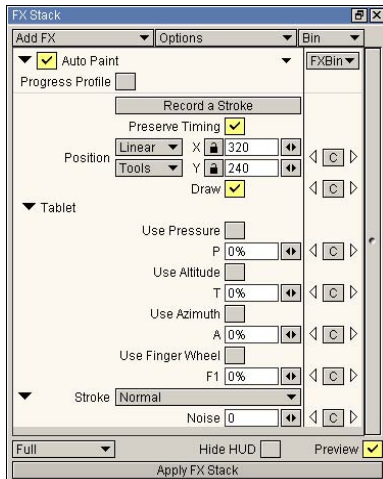 FX Stack
Add FX Options Bin
Auto Paint FXBin
Progress Profile
Record a Stroke
Preserve Timing
Position Linear X 320 C
Tools Y 240
Draw C
Tablet
Use Pressure
P 0% C
Use Altitude
T 0% C
Use Azimuth
A 0% C
Use Finger Wheel
F1 0% C
Stroke Normal
Noise 0 C
Full Hide HUD Preview
Apply FX Stack